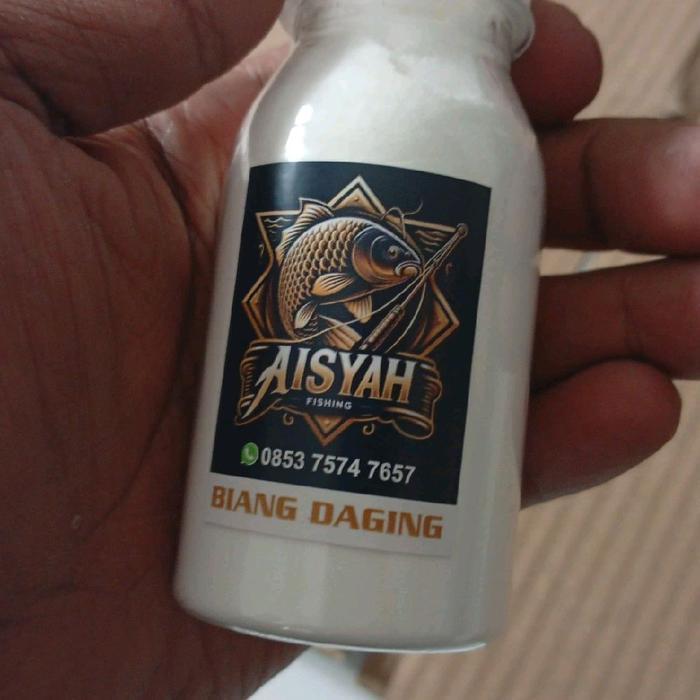 AISYAH
FISHING
0853 7574 7657
BIANG DAGING